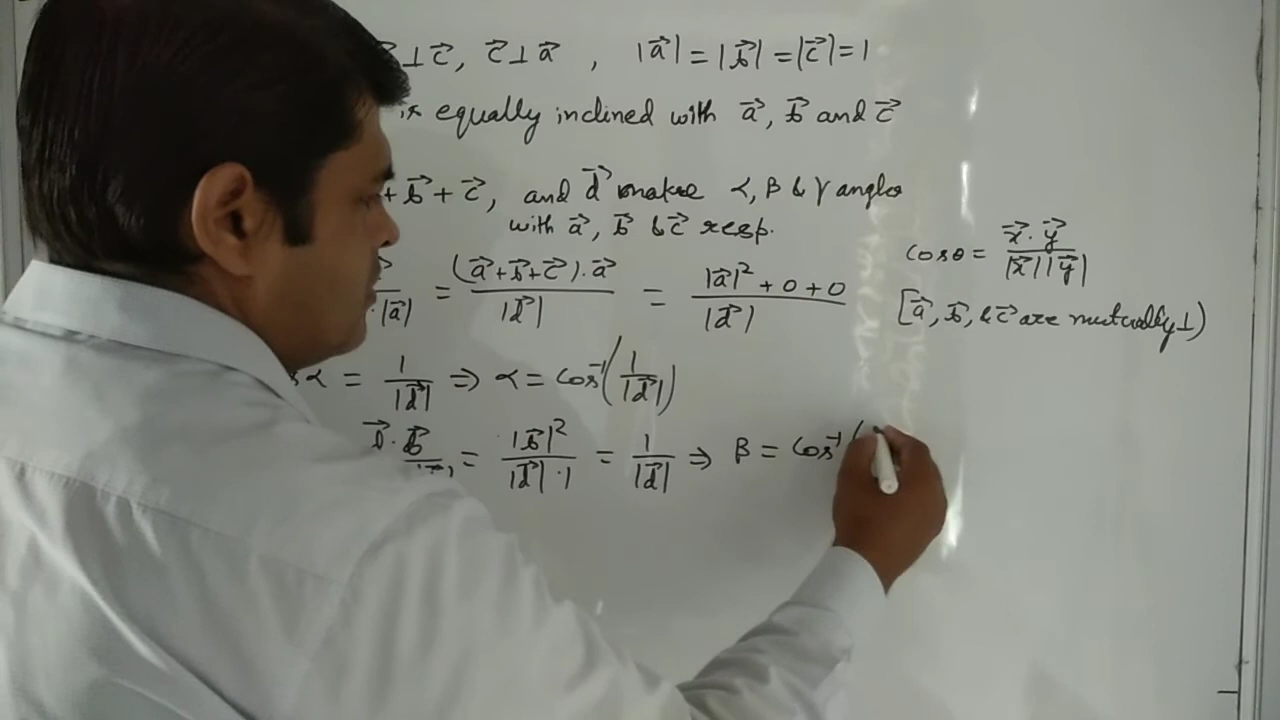 ⊥ c⃗, c⃗ ⊥ a⃗ , |a⃗| = |b⃗| = |c⃗| = 1
is equally inclined with a⃗, b⃗ and c⃗
+ b⃗ + c⃗, and d⃗ makes α, β & γ angles
with a⃗, b⃗ & c⃗ resp.
cosθ = x⃗·y⃗ / |x⃗||y⃗|
·|a⃗| = (a⃗+b⃗+c⃗)·a⃗ / |d⃗| = |a⃗|² + 0 + 0 / |d⃗|
[a⃗, b⃗, & c⃗ are mutually ⊥)
α = 1/|d⃗| ⇒ α = cos⁻¹(1/|d⃗|)
·b⃗ = |b⃗|² / |d⃗|·1 = 1/|d⃗| ⇒ β = cos⁻¹(